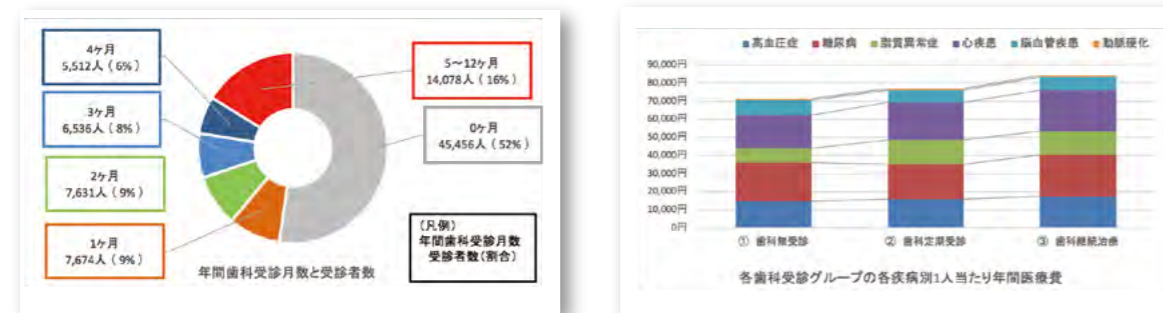 4ケ月
5,512人（6%）
3ケ月
6,536人（8%）
2ケ月
7,631人（9%）
1ケ月
7,674人（9%）
5～12ケ月
14,078人（16%）
0ケ月
45,456人（52%）
（凡例）
年間歯科受診月数
受診者数(割合)
年間歯科受診月数と受診者数
■高血圧症 ■糖尿病 ■脂質異常症 ■心疾患 ■脳血管疾患 ■動脈硬化
90,000円
80,000円
70,000円
60,000円
50,000円
40,000円
30,000円
20,000円
10,000円
0円
① 歯科無受診 ② 歯科定期受診 ③ 歯科継続治療
各歯科受診グループの各疾病別1人当たり年間医療費